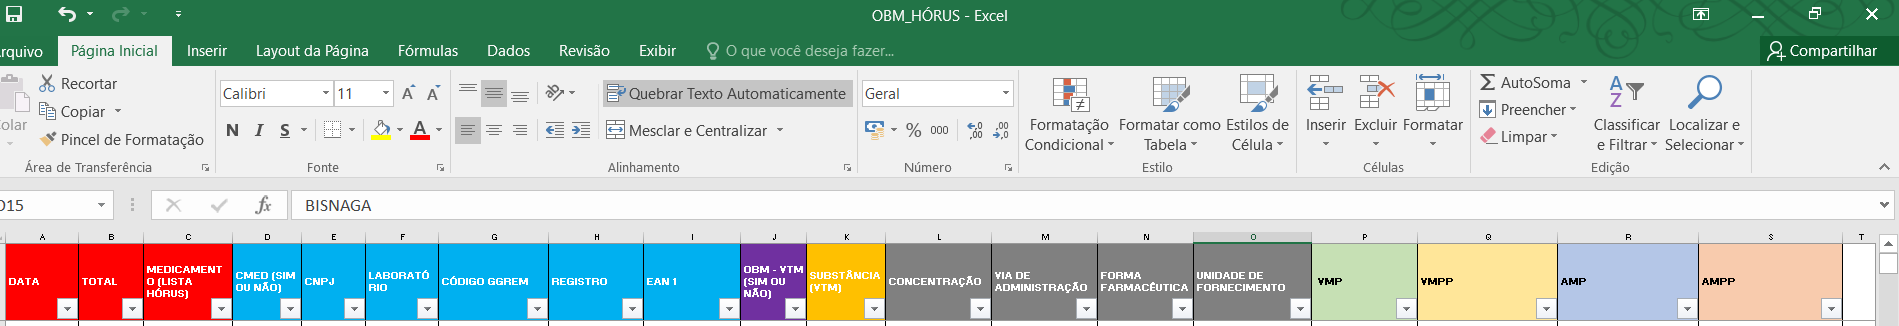 OBM_HÓRUS - Excel
rquivo
Página Inicial
Inserir
Layout da Página
Fórmulas
Dados
Revisão
Exibir
O que você deseja fazer...
Compartilhar
olar
Recortar
Copiar
Pincel de Formatação
Área de Transferência
Calibri
11
A A
N I S
A
Fonte
Quebrar Texto Automaticamente
Mesclar e Centralizar
Alinhamento
Geral
% 000
Número
Formatação
Condicional
Formatar como
Tabela
Estilos de
Célula
Estilo
Inserir
Excluir
Formatar
Células
AutoSoma
Preencher
Limpar
Classificar
e Filtrar
Localizar e
Selecionar
Edição
O15
fx
BISNAGA
A B C D E F G H I J K L M N O P Q R S T
DATA
TOTAL
MEDICAMENT
O (LISTA
HÓRUS)
CMED (SIM
OU NÃO)
CNPJ
LABORATÓ
RIO
CÓDIGO GGREM
REGISTRO
EAN 1
OBM - VTM
(SIM OU
NÃO)
SUBSTÂNCIA
(VTM)
CONCENTRAÇÃO
VIA DE
ADMINISTRAÇÃO
FORMA
FARMACÊUTICA
UNIDADE DE
FORNECIMENTO
VMP
VMPP
AMP
AMPP